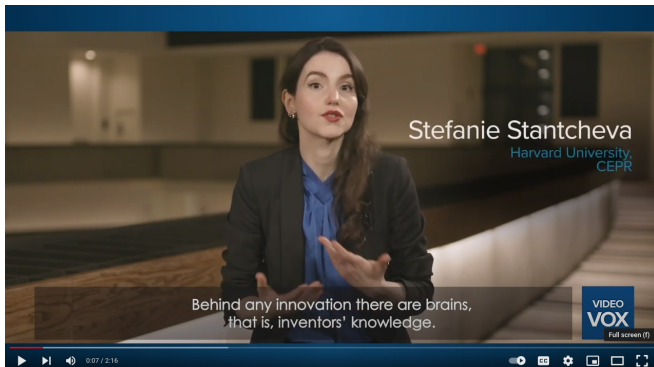 Stefanie Stantcheva
Harvard University,
CEPR
Behind any innovation there are brains,
that is, inventors' knowledge.
VIDEO
VOX
Full screen (f)
0:07 / 2:16
CC